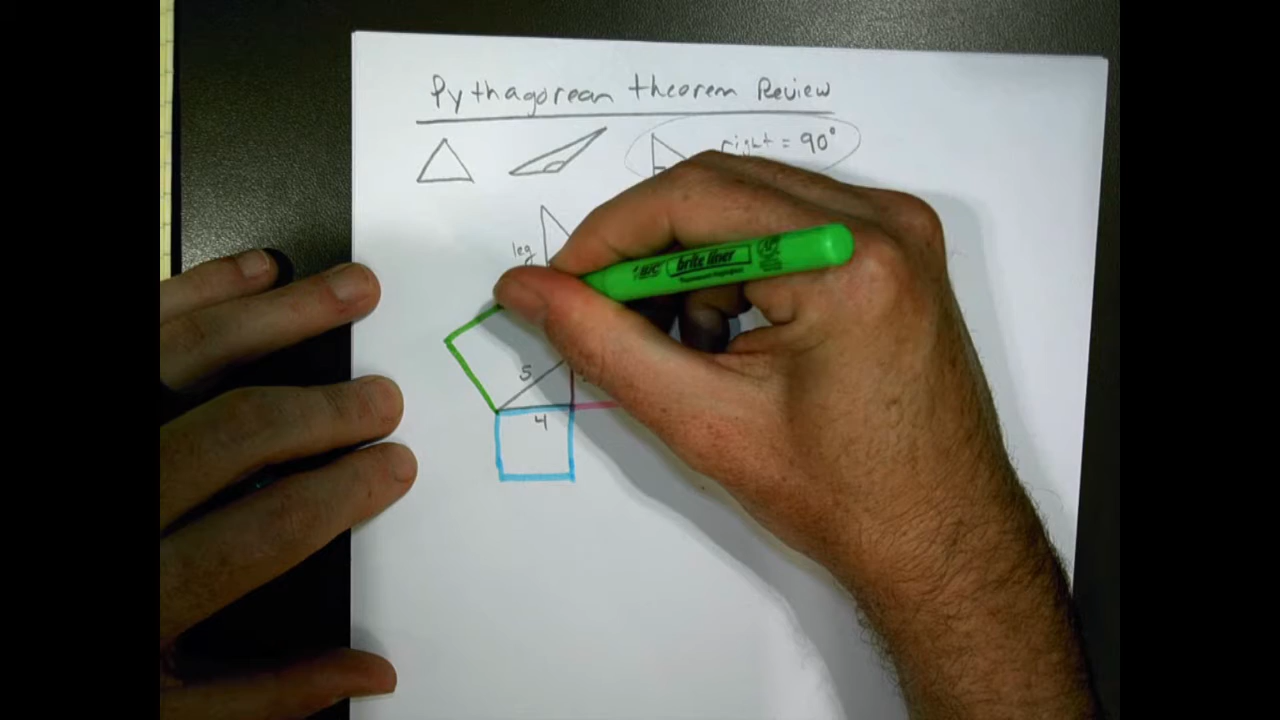 Pythagorean theorem Review
right = 90°
leg
BIC brite liner
5
4